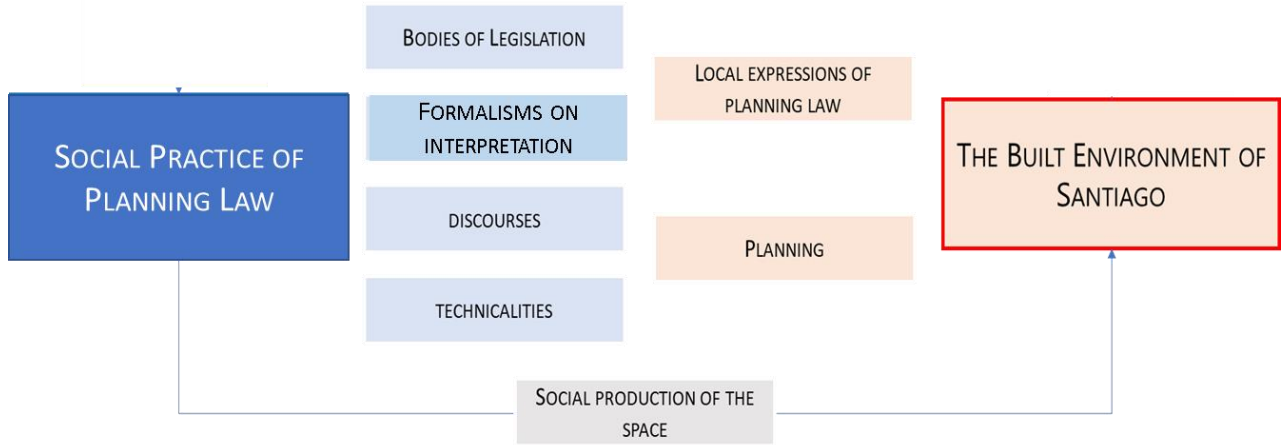 BODIES OF LEGISLATION
FORMALISMS ON
INTERPRETATION
DISCOURSES
TECHNICALITIES
SOCIAL PRACTICE OF
PLANNING LAW
LOCAL EXPRESSIONS OF
PLANNING LAW
PLANNING
THE BUILT ENVIRONMENT OF
SANTIAGO
SOCIAL PRODUCTION OF THE
SPACE